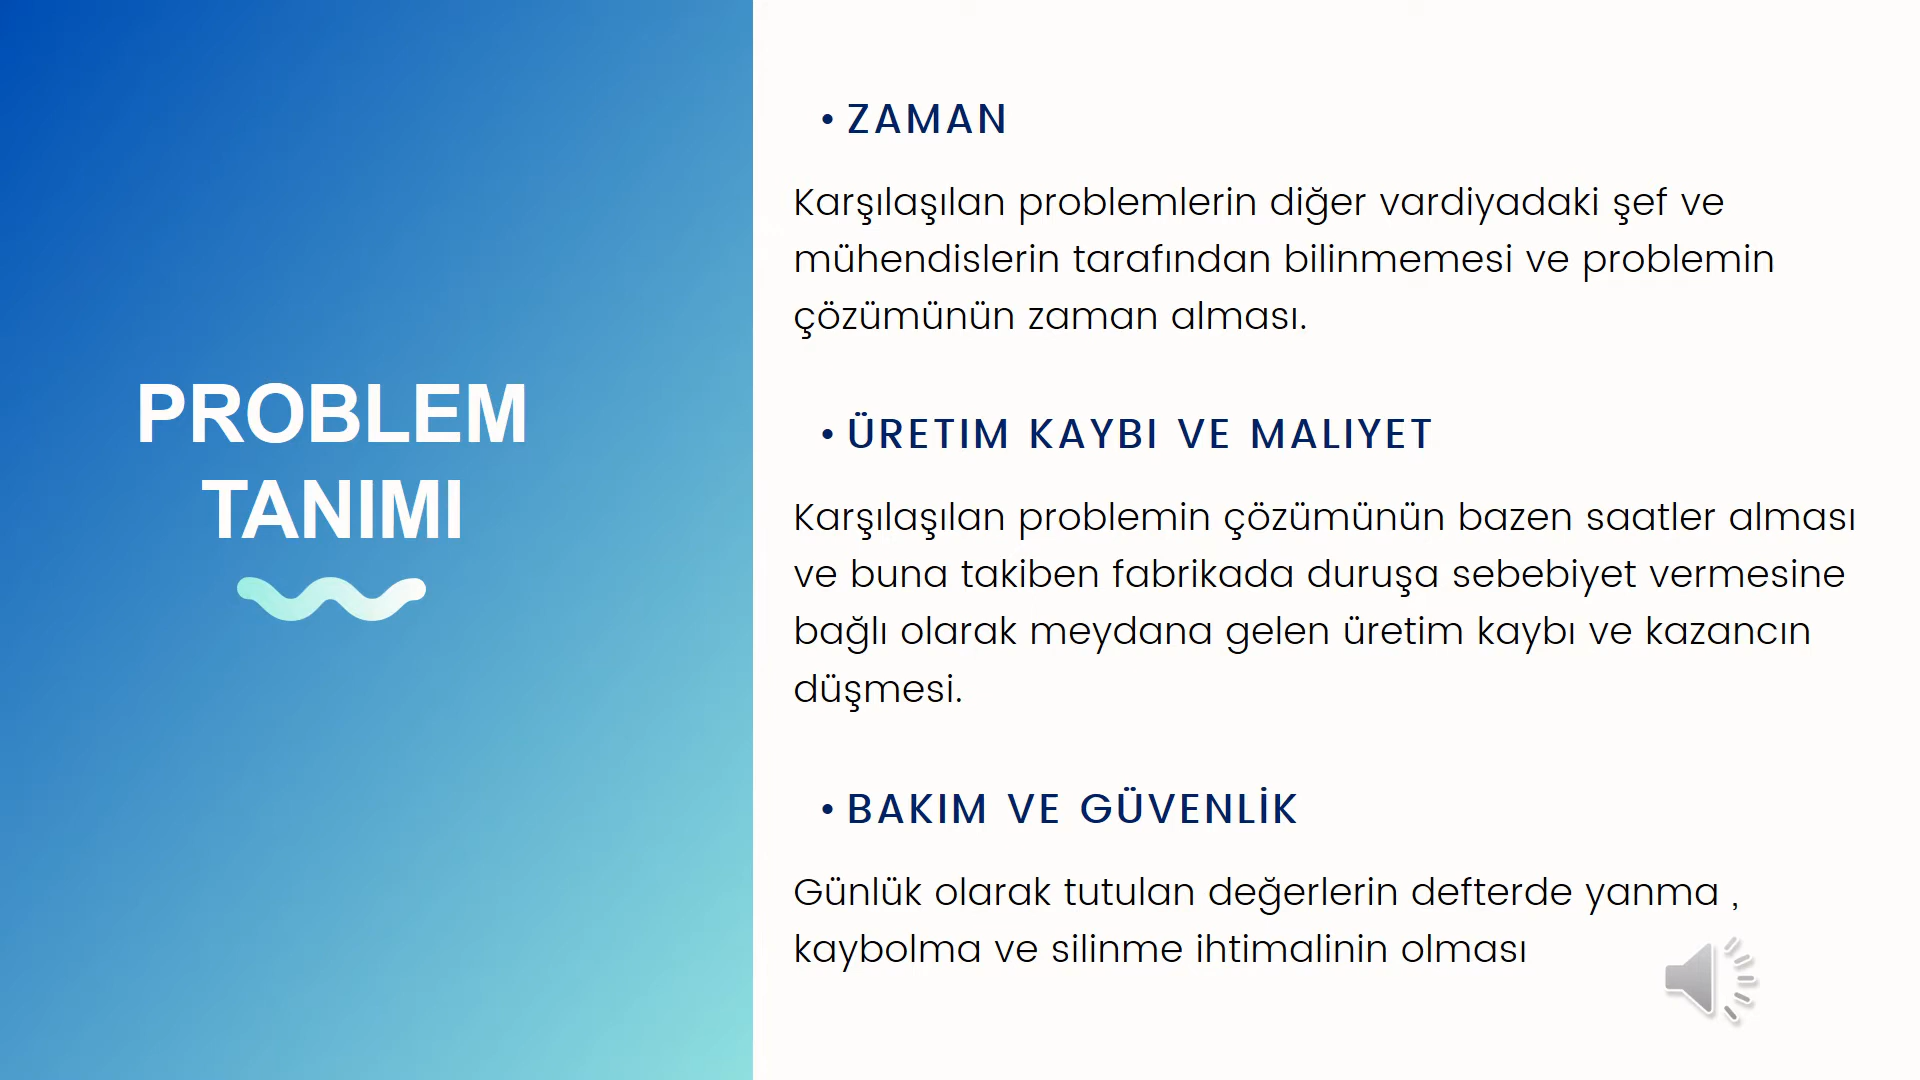 PROBLEM
TANIMI
• ZAMAN
Karşılaşılan problemlerin diğer vardiyadaki şef ve
mühendislerin tarafından bilinmemesi ve problemin
çözümünün zaman alması.
• ÜRETIM KAYBI VE MALIYET
Karşılaşılan problemin çözümünün bazen saatler alması
ve buna takiben fabrikada duruşa sebebiyet vermesine
bağlı olarak meydana gelen üretim kaybı ve kazancın
düşmesi.
• BAKIM VE GÜVENLİK
Günlük olarak tutulan değerlerin defterde yanma ,
kaybolma ve silinme ihtimalinin olması